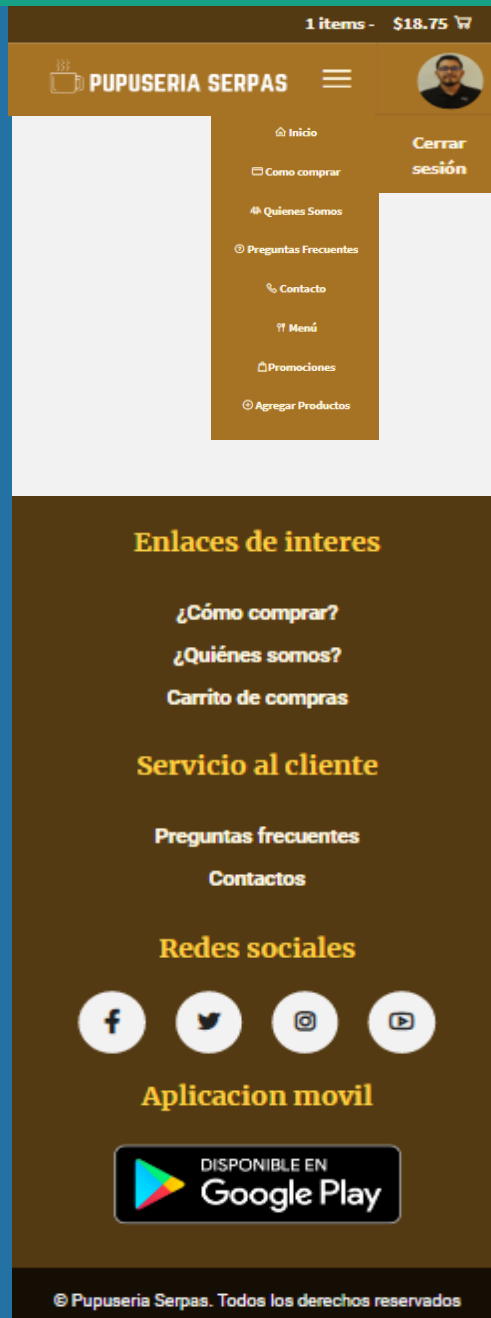 1 items - $18.75
PUPUSERIA SERPAS
Inicio
Cerrar
sesión
Como comprar
Quienes Somos
Preguntas Frecuentes
Contacto
Menú
Promociones
Agregar Productos
Enlaces de interes
¿Cómo comprar?
¿Quiénes somos?
Carrito de compras
Servicio al cliente
Preguntas frecuentes
Contactos
Redes sociales
Aplicacion movil
DISPONIBLE EN
Google Play
© Pupuseria Serpas. Todos los derechos reservados